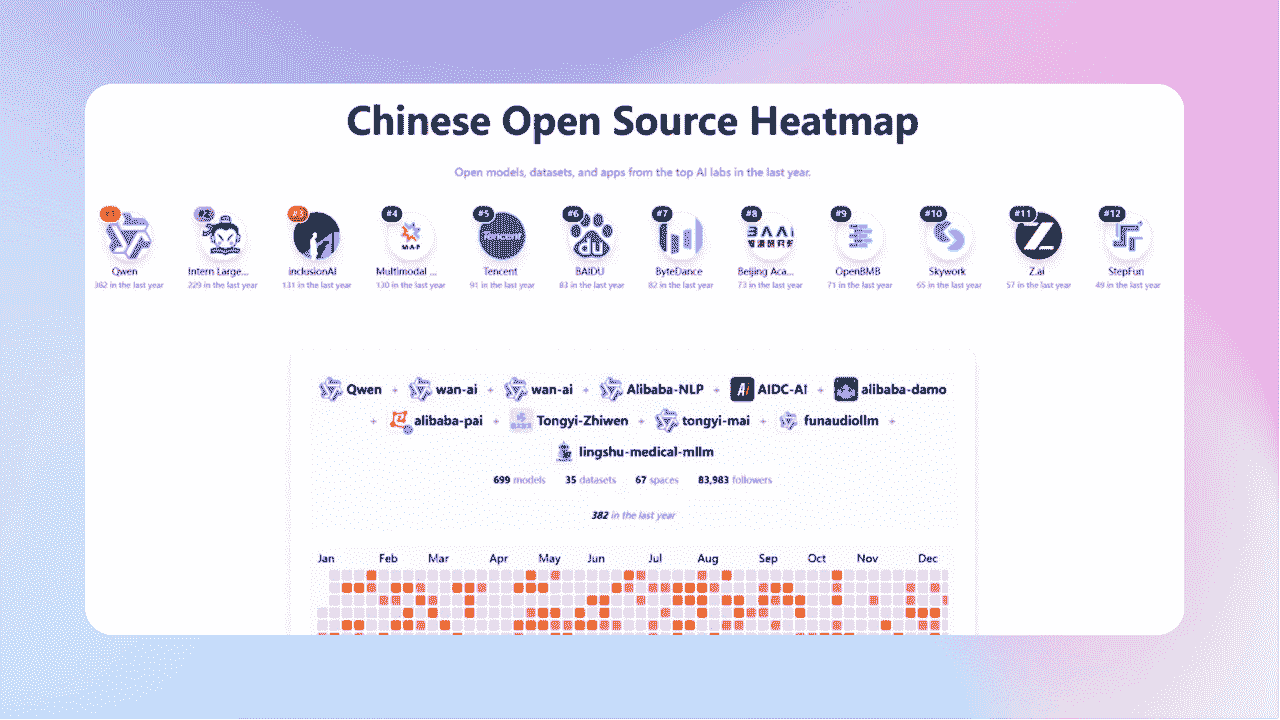 Chinese Open Source Heatmap
Open models, datasets, and apps from the top AI labs in the last year.
#1 #2 #3 #4 #5 #6 #7 #8 #9 #10 #11 #12
MAP BAAI
Qwen Intern Large... inclusionAI Multimodal ... Tencent BAIDU ByteDance Beijing Aca... OpenBMB Skywork Z.ai StepFun
382 in the last year 229 in the last year 131 in the last year 130 in the last year 91 in the last year 83 in the last year 82 in the last year 73 in the last year 71 in the last year 65 in the last year 57 in the last year 49 in the last year
Qwen + wan-ai + wan-ai + Alibaba-NLP + Ai AIDC-AI + alibaba-damo
+ alibaba-pai + Tongyi-Zhiwen + tongyi-mai + funaudiollm +
lingshu-medical-mllm
699 models 35 datasets 67 spaces 83,983 followers
382 in the last year
Jan Feb Mar Apr May Jun Jul Aug Sep Oct Nov Dec